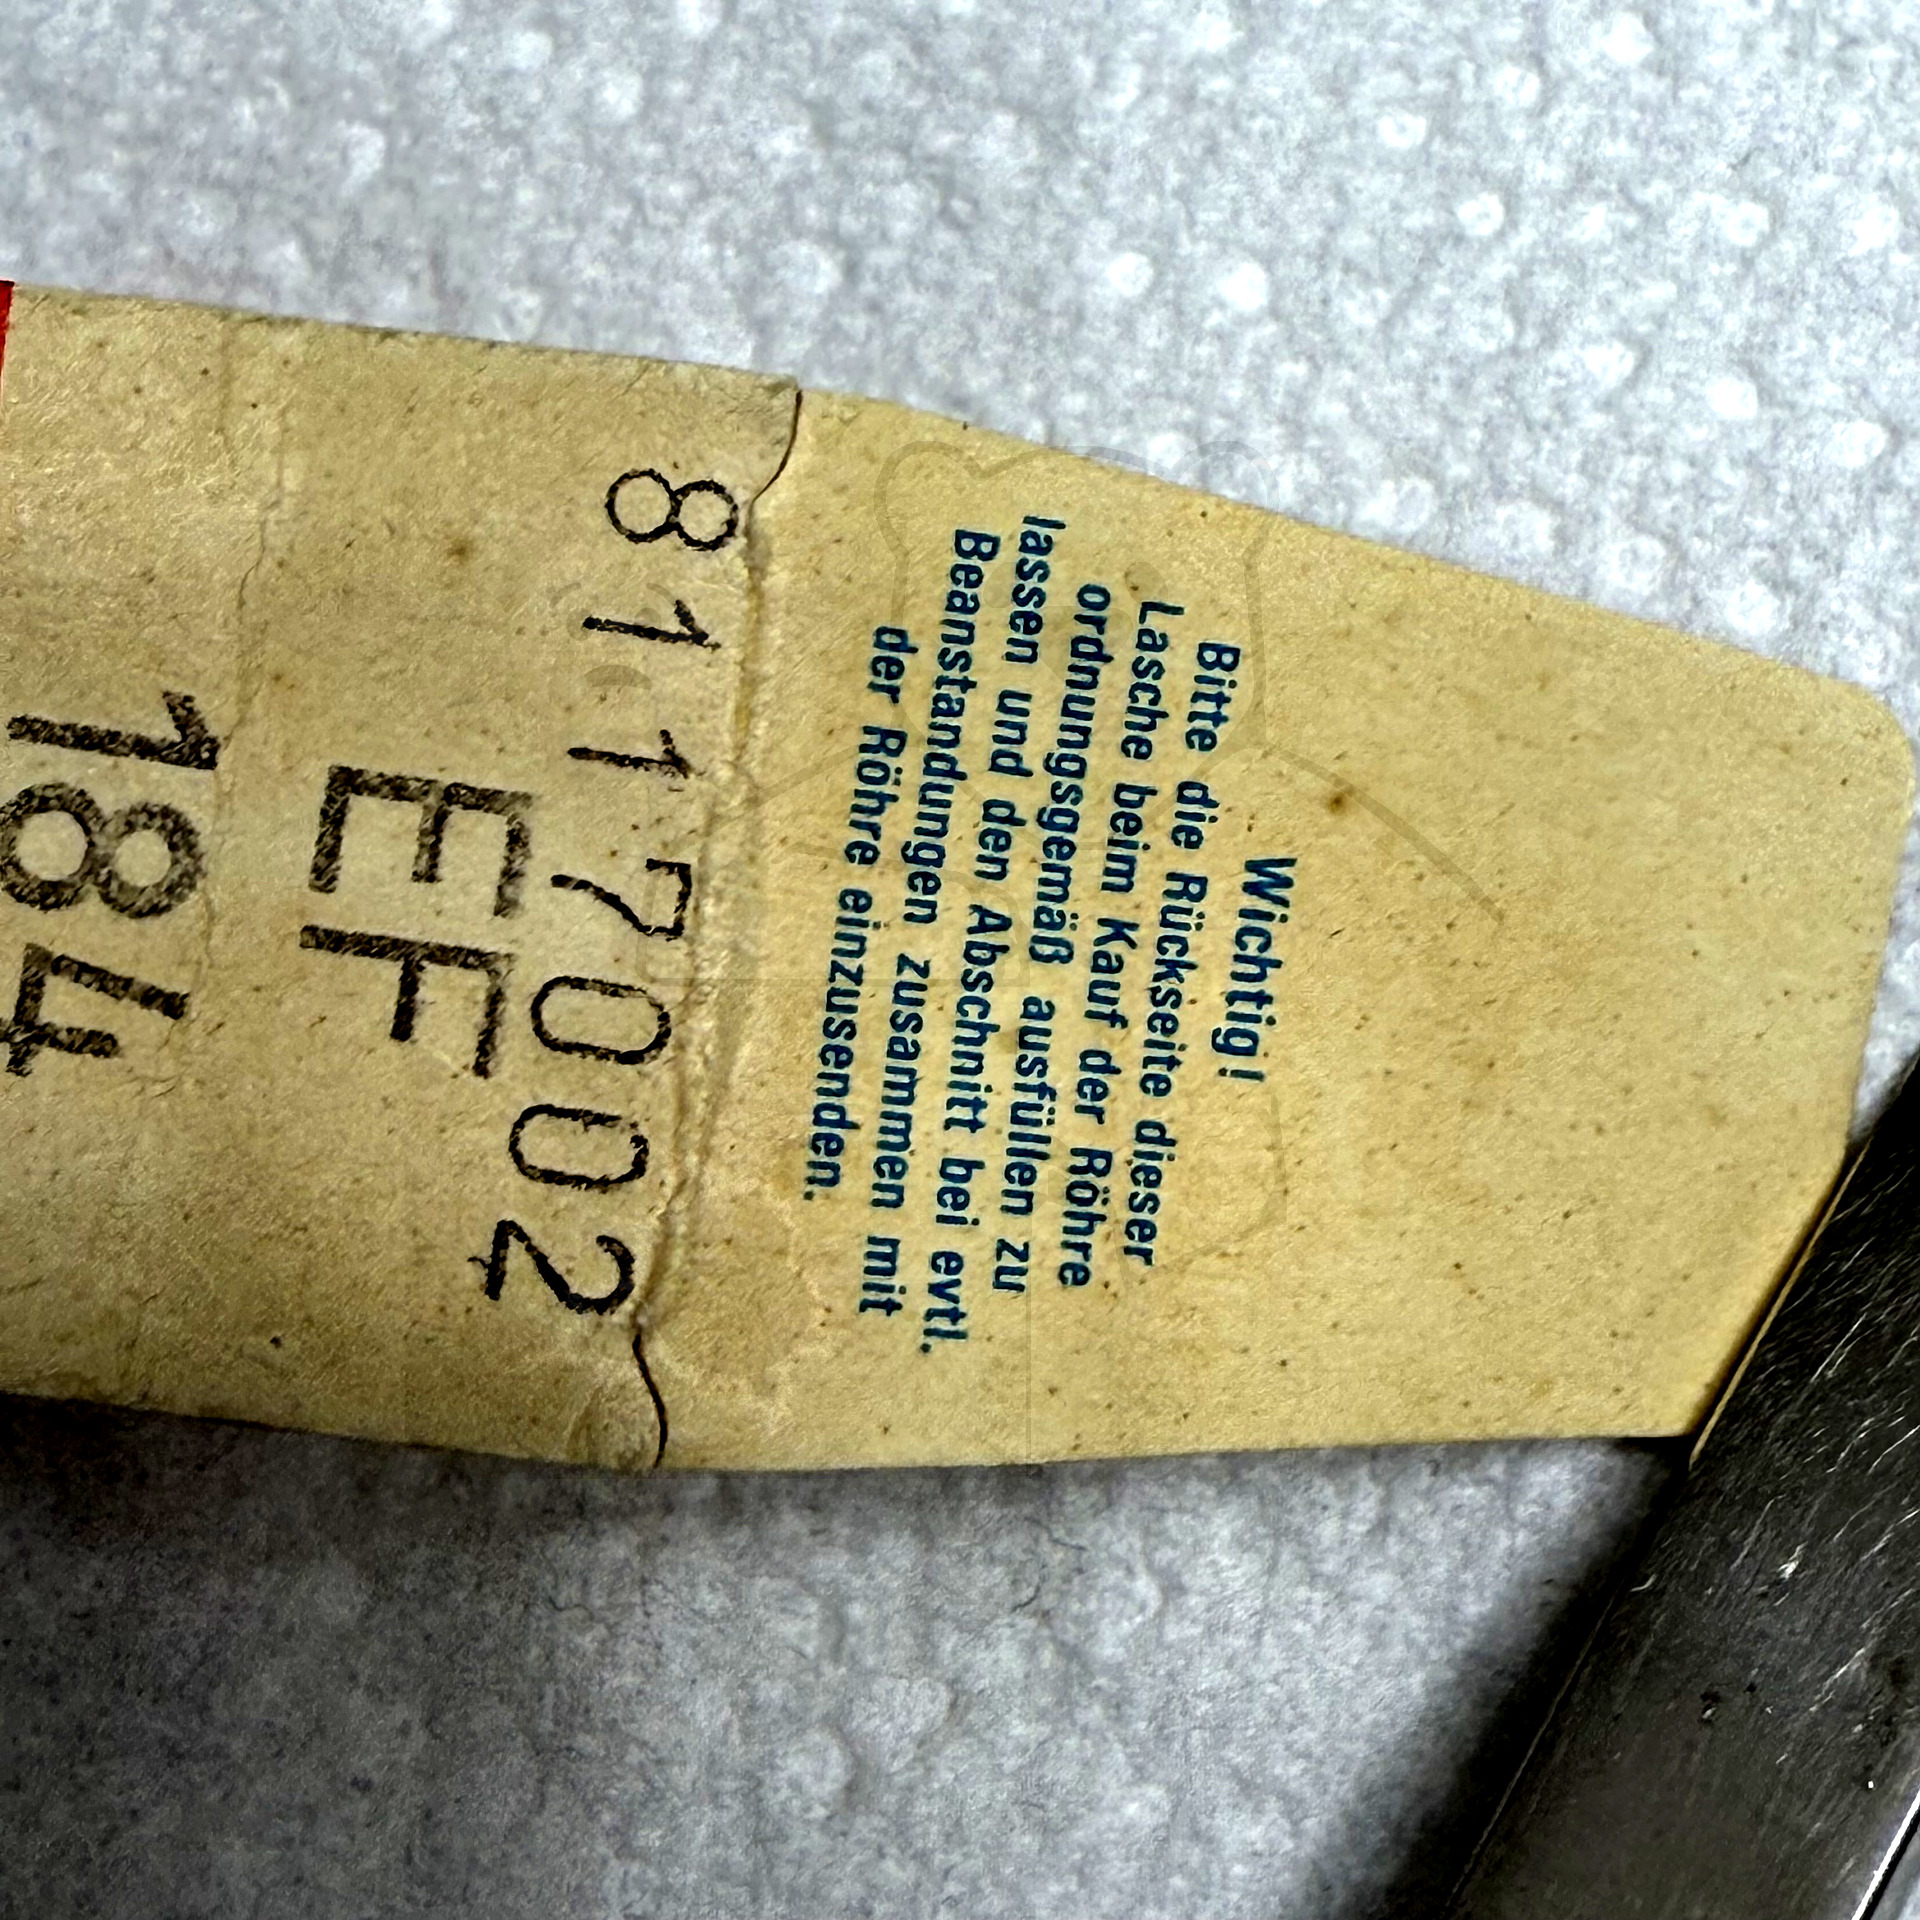 Wichtig!
Bitte die Rückseite dieser
Lasche beim Kauf der Röhre
ordnungsgemäß ausfüllen zu
lassen und den Abschnitt bei evtl.
Beanstandungen zusammen mit
der Röhre einzusenden.
8117002
EF
184